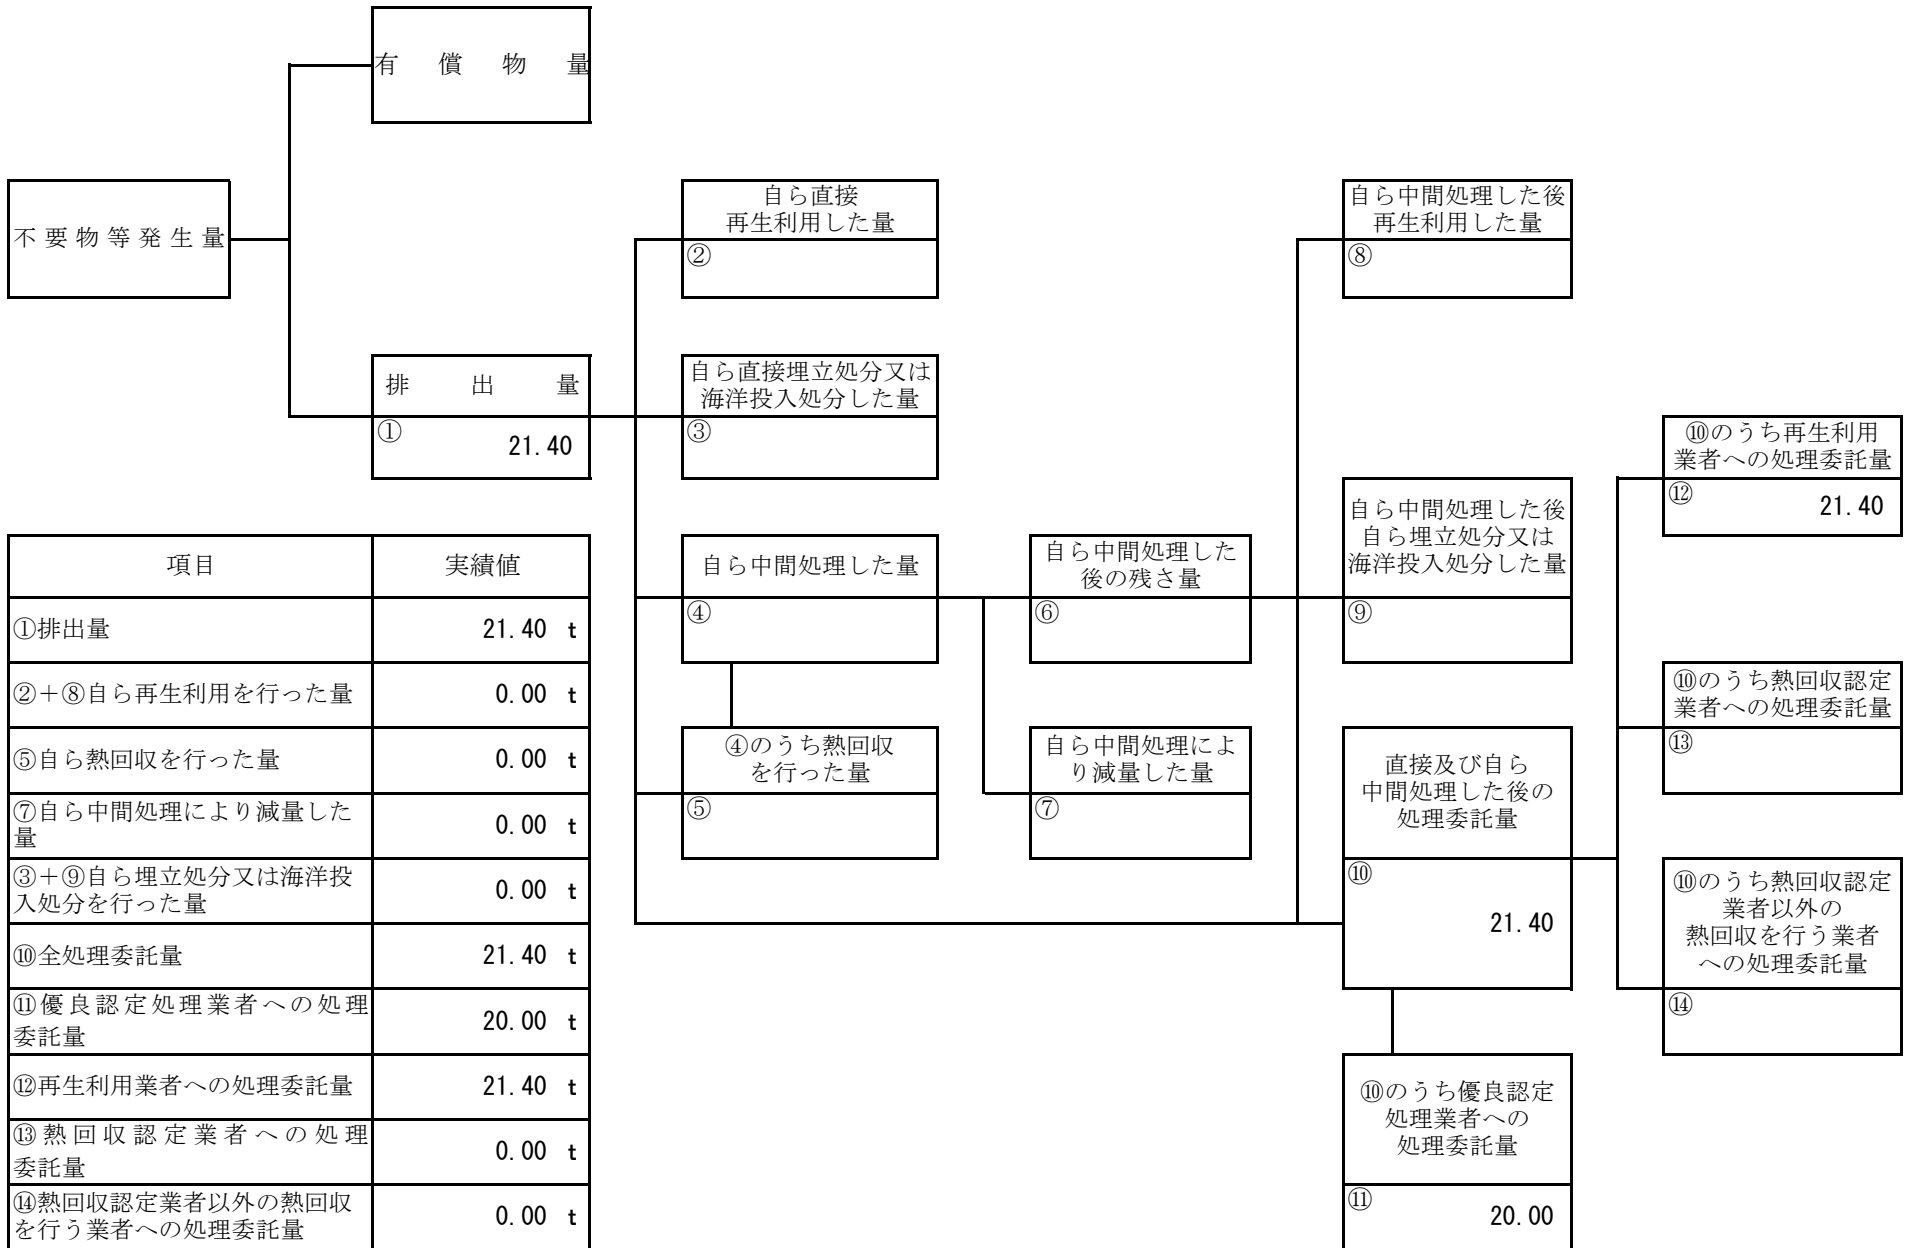 有償物量
不要物等発生量
排出量
① 21.40
自ら直接
再生利用した量
②
自ら直接埋立処分又は
海洋投入処分した量
③
自ら中間処理した量
④
④のうち熱回収
を行った量
⑤
自ら中間処理した
後の残さ量
⑥
自ら中間処理によ
り減量した量
⑦
自ら中間処理した後
再生利用した量
⑧
自ら中間処理した後
自ら埋立処分又は
海洋投入処分した量
⑨
直接及び自ら
中間処理した後の
処理委託量
⑩
21.40
⑩のうち優良認定
処理業者への
処理委託量
⑪ 20.00
⑩のうち再生利用
業者への処理委託量
⑫ 21.40
⑩のうち熱回収認定
業者への処理委託量
⑬
⑩のうち熱回収認定
業者以外の
熱回収を行う業者
への処理委託量
⑭
項目 実績値
①排出量 21.40 t
②+⑧自ら再生利用を行った量 0.00 t
⑤自ら熱回収を行った量 0.00 t
⑦自ら中間処理により減量した
量 0.00 t
③+⑨自ら埋立処分又は海洋投
入処分を行った量 0.00 t
⑩全処理委託量 21.40 t
⑪優良認定処理業者への処理
委託量 20.00 t
⑫再生利用業者への処理委託量 21.40 t
⑬熱回収認定業者への処理
委託量 0.00 t
⑭熱回収認定業者以外の熱回収
を行う業者への処理委託量 0.00 t